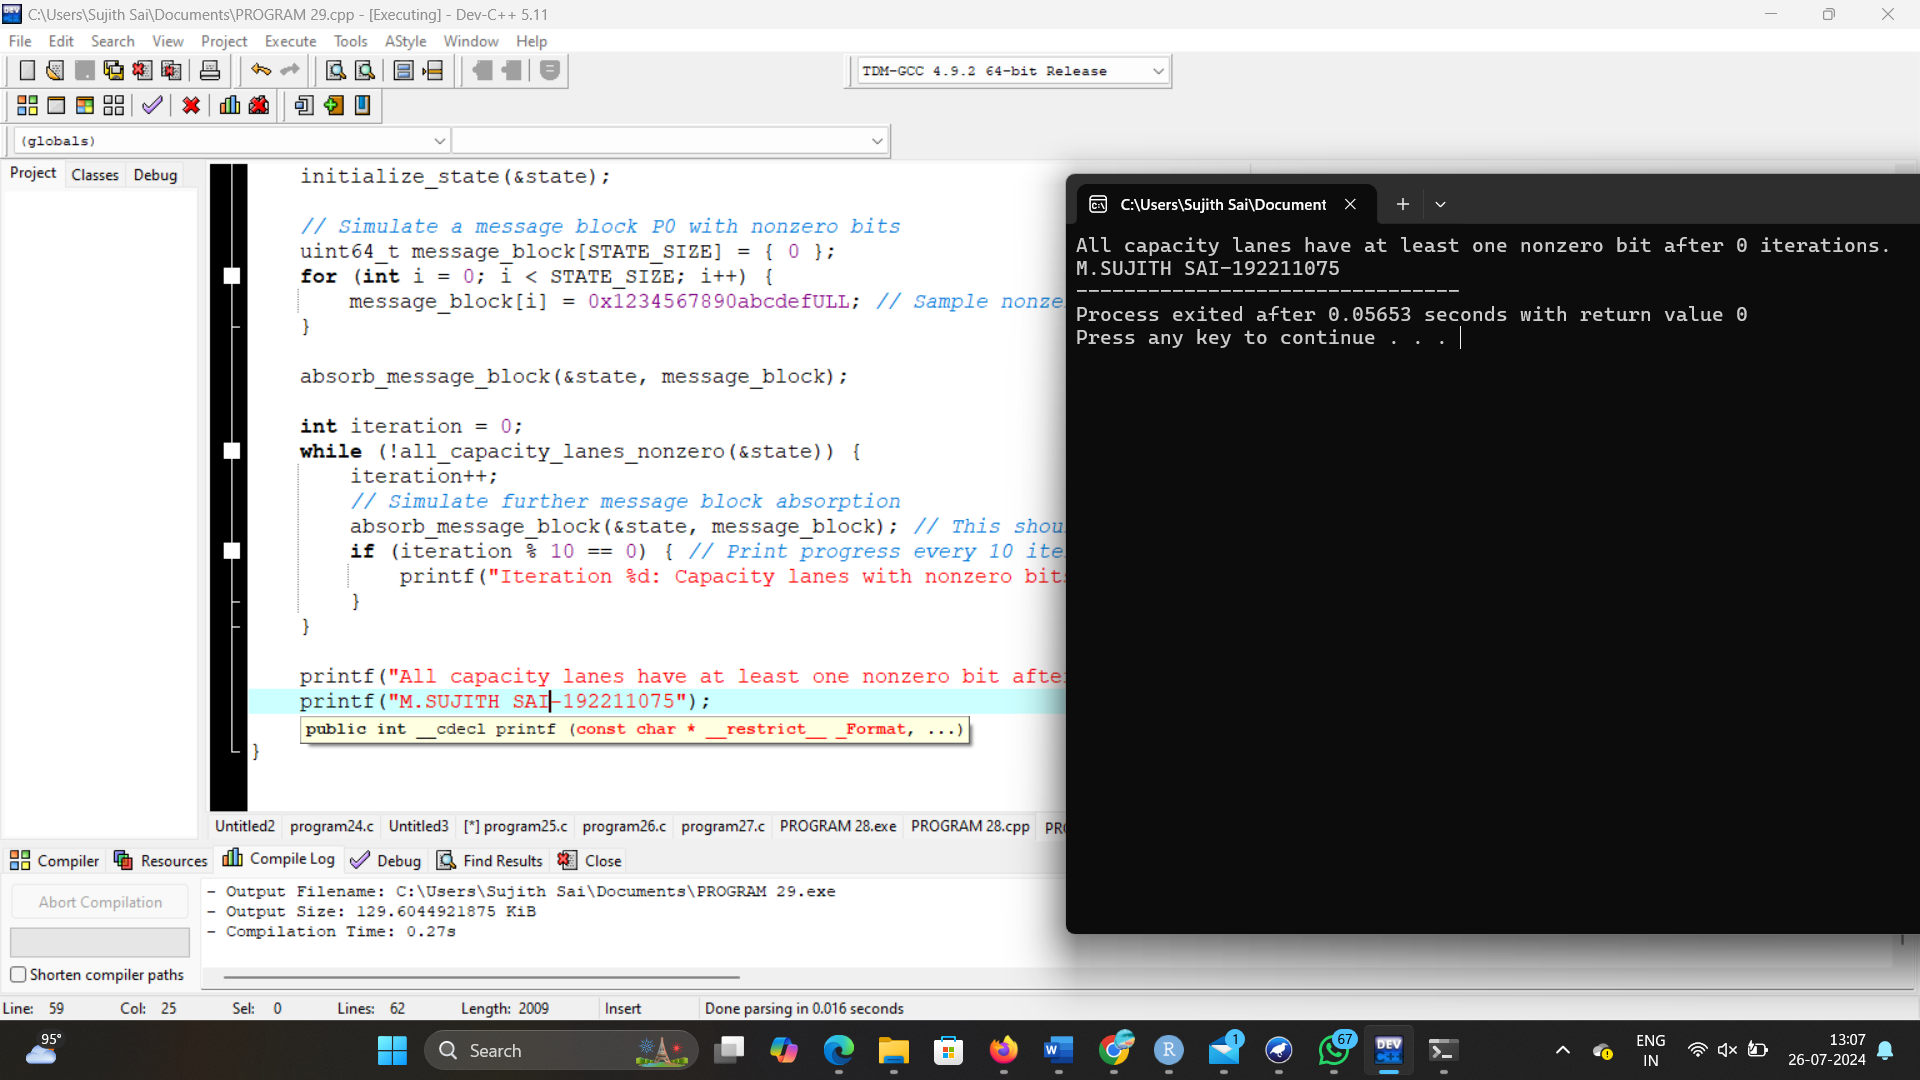 C:\Users\Sujith Sai\Documents\PROGRAM 29.cpp - [Executing] - Dev-C++ 5.11
File Edit Search View Project Execute Tools AStyle Window Help
TDM-GCC 4.9.2 64-bit Release
(globals)
Project Classes Debug
initialize_state(&state);
// Simulate a message block P0 with nonzero bits
uint64_t message_block[STATE_SIZE] = { 0 };
for (int i = 0; i < STATE_SIZE; i++) {
message_block[i] = 0x1234567890abcdefULL; // Sample nonze
}
absorb_message_block(&state, message_block);
int iteration = 0;
while (!all_capacity_lanes_nonzero(&state)) {
iteration++;
// Simulate further message block absorption
absorb_message_block(&state, message_block); // This shou
if (iteration % 10 == 0) { // Print progress every 10 ite
printf("Iteration %d: Capacity lanes with nonzero bits
}
}
printf("All capacity lanes have at least one nonzero bit afte
printf("M.SUJITH SAI-192211075");
public int __cdecl printf (const char * __restrict__ _Format, ...)
}
C:\Users\Sujith Sai\Document
All capacity lanes have at least one nonzero bit after 0 iterations.
M.SUJITH SAI-192211075
--------------------------------
Process exited after 0.05653 seconds with return value 0
Press any key to continue . . .
Untitled2 program24.c Untitled3 [*] program25.c program26.c program27.c PROGRAM 28.exe PROGRAM 28.cpp PR
Compiler Resources Compile Log Debug Find Results Close
Abort Compilation
Shorten compiler paths
- Output Filename: C:\Users\Sujith Sai\Documents\PROGRAM 29.exe
- Output Size: 129.6044921875 KiB
- Compilation Time: 0.27s
Line: 59 Col: 25 Sel: 0 Lines: 62 Length: 2009 Insert Done parsing in 0.016 seconds
95°
Search
1
67
DEV
ENG
IN
13:07
26-07-2024